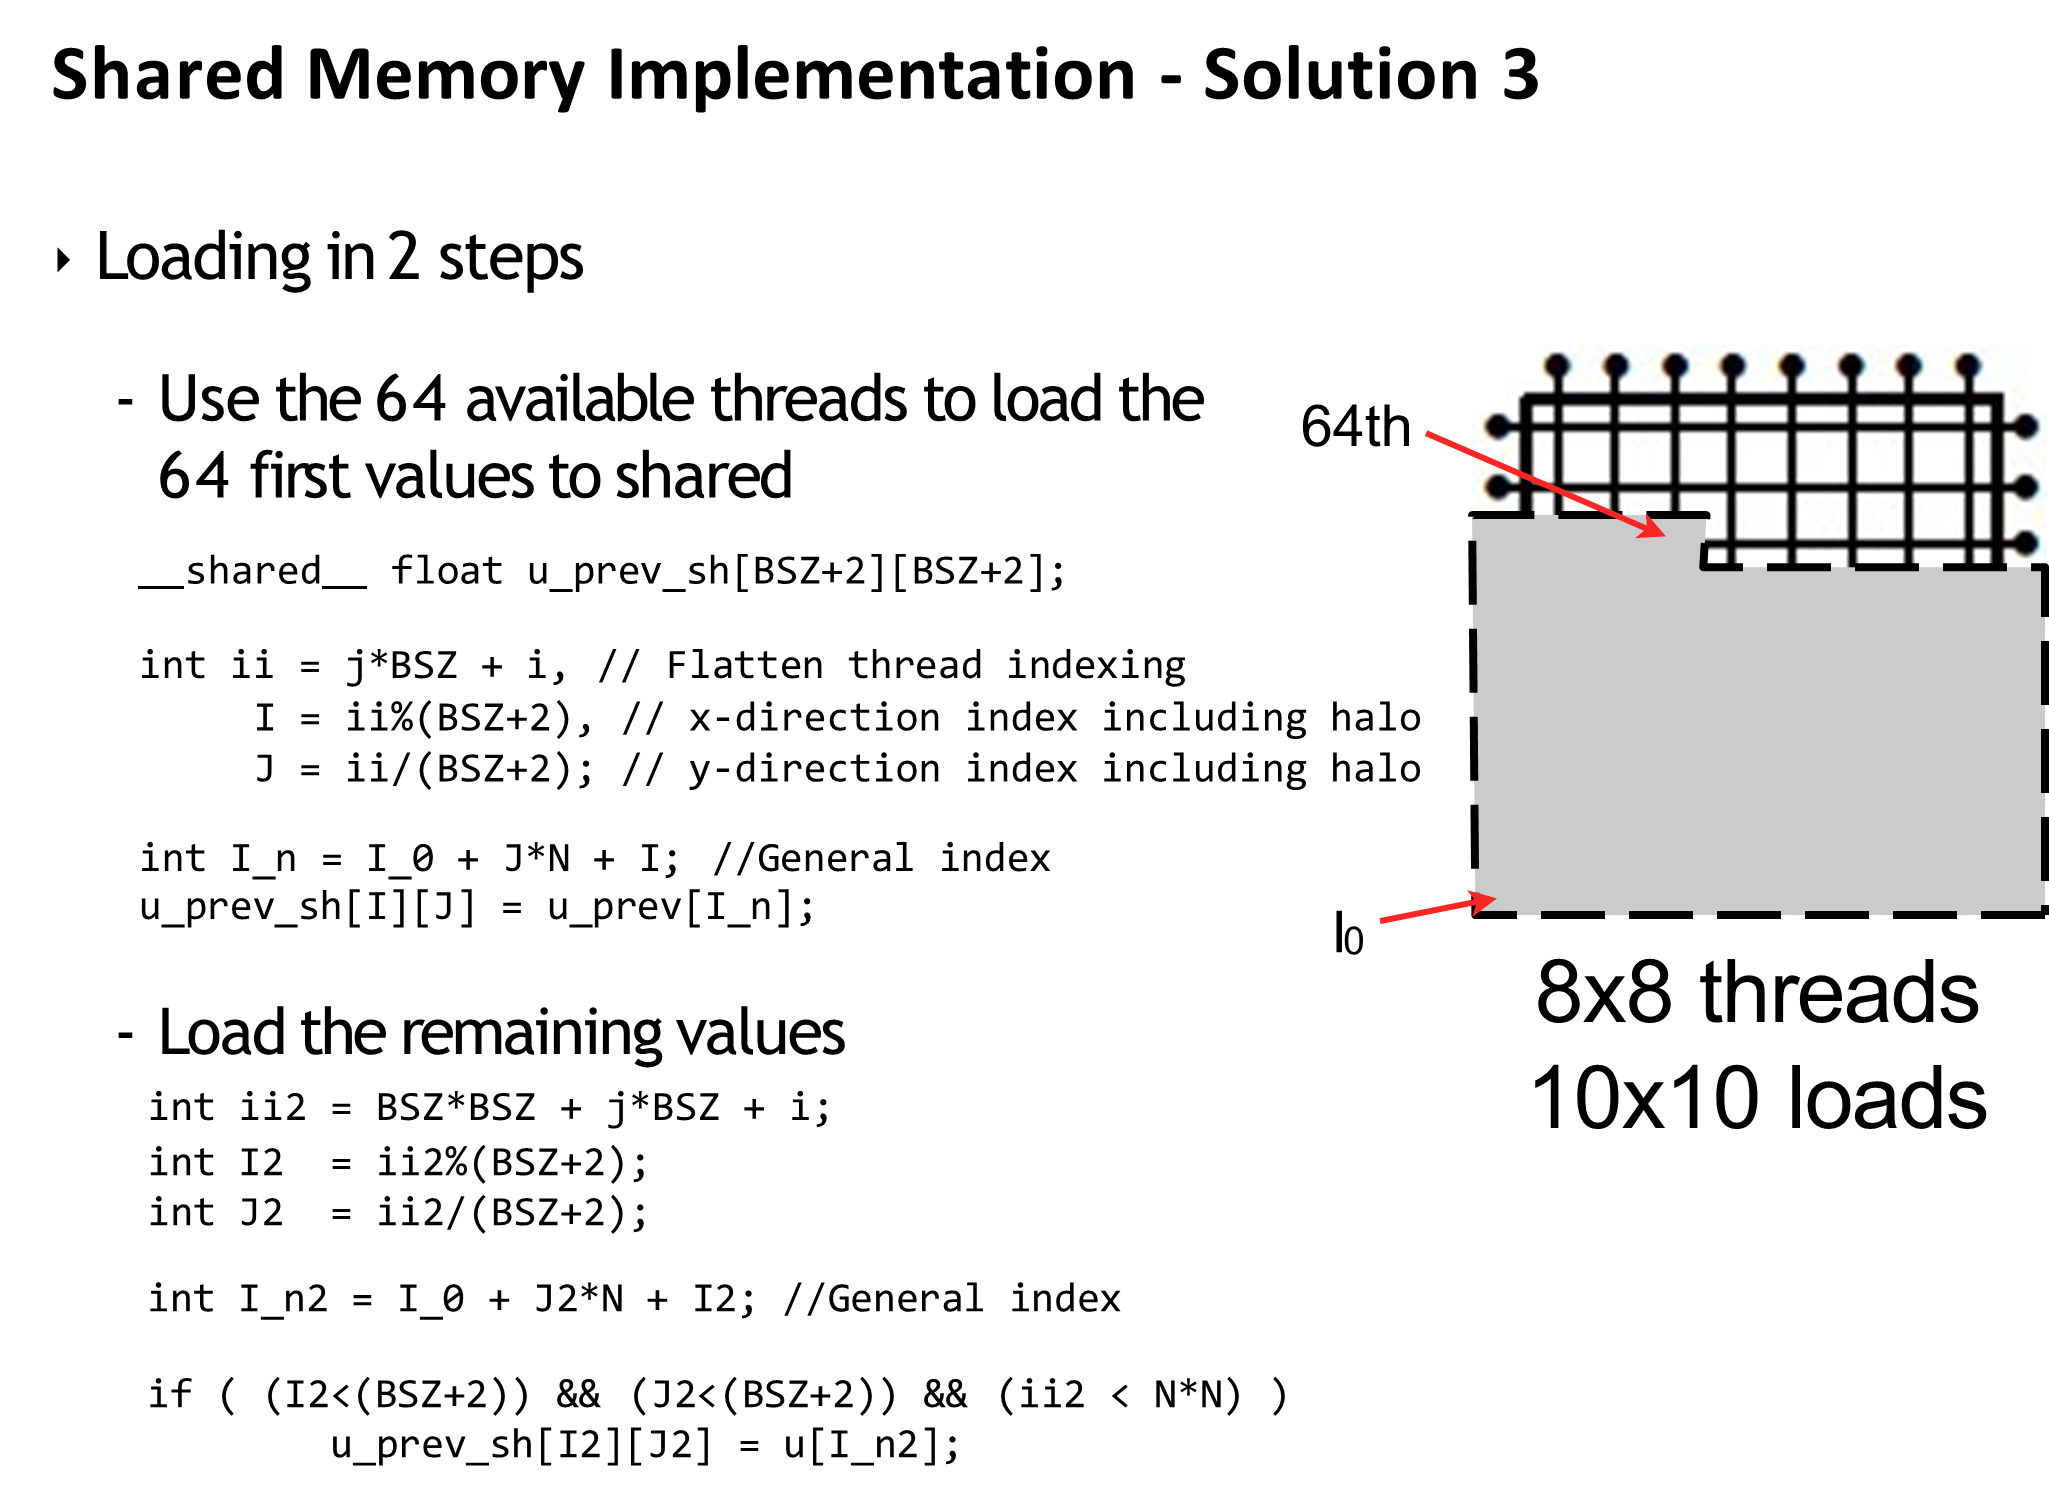 Shared Memory Implementation - Solution 3
‣ Loading in 2 steps
- Use the 64 available threads to load the
64 first values to shared
__shared__ float u_prev_sh[BSZ+2][BSZ+2];
int ii = j*BSZ + i, // Flatten thread indexing
I = ii%(BSZ+2), // x-direction index including halo
J = ii/(BSZ+2); // y-direction index including halo
int I_n = I_0 + J*N + I; //General index
u_prev_sh[I][J] = u_prev[I_n];
- Load the remaining values
int ii2 = BSZ*BSZ + j*BSZ + i;
int I2  = ii2%(BSZ+2);
int J2  = ii2/(BSZ+2);
int I_n2 = I_0 + J2*N + I2; //General index
if ( (I2<(BSZ+2)) && (J2<(BSZ+2)) && (ii2 < N*N) )
u_prev_sh[I2][J2] = u[I_n2];
64th
I0
8x8 threads
10x10 loads